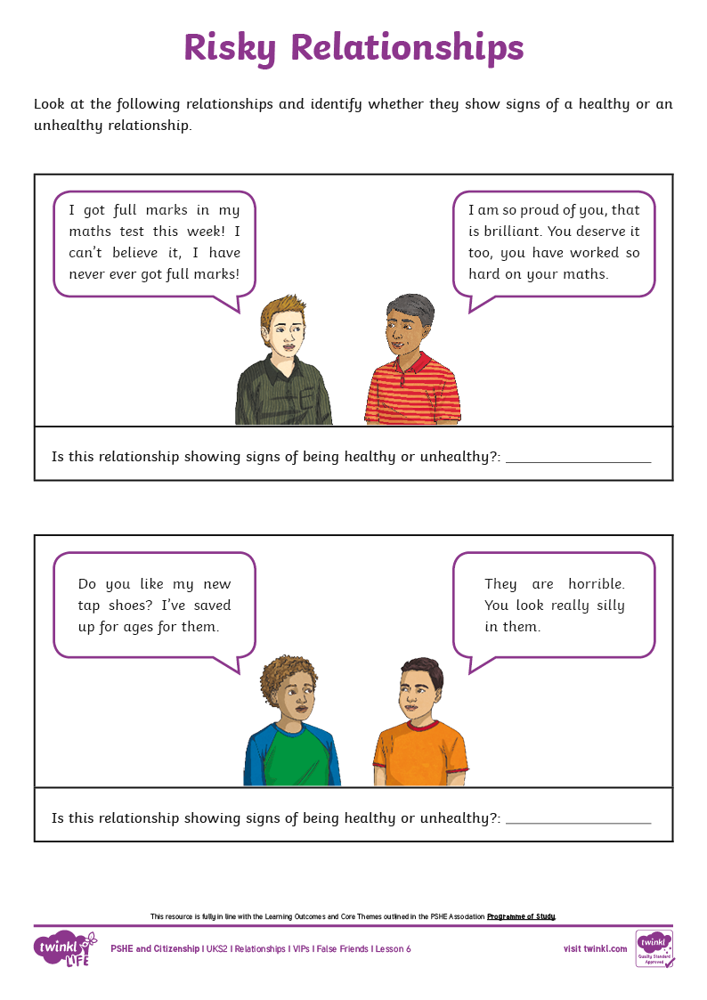 Risky Relationships
Look at the following relationships and identify whether they show signs of a healthy or an
unhealthy relationship.
I got full marks in my
maths test this week! I
can't believe it, I have
never ever got full marks!
I am so proud of you, that
is brilliant. You deserve it
too, you have worked so
hard on your maths.
Is this relationship showing signs of being healthy or unhealthy?: ___________________
Do you like my new
tap shoes? I've saved
up for ages for them.
They are horrible.
You look really silly
in them.
Is this relationship showing signs of being healthy or unhealthy?: ___________________
This resource is fully in line with the Learning Outcomes and Core Themes outlined in the PSHE Association Programme of Study.
twinkl
LIFE
PSHE and Citizenship | UKS2 | Relationships | VIPs | False Friends | Lesson 6
visit twinkl.com
twinkl
Quality Standard
Approved